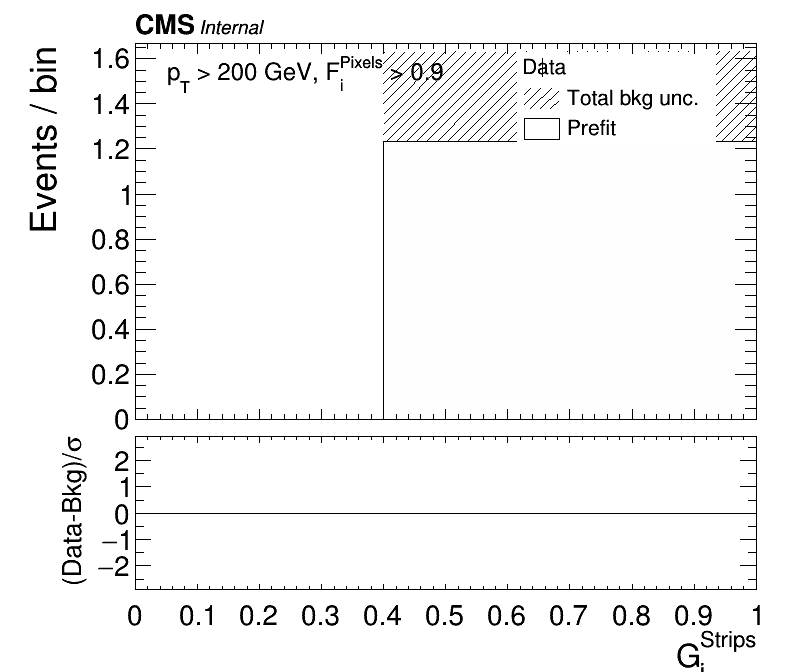 CMS Internal
Events / bin
1.6
1.4
1.2
1
0.8
0.6
0.4
0.2
0
p_T > 200 GeV, F_i^Pixels > 0.9
Data
Total bkg unc.
Prefit
(Data-Bkg)/σ
2
1
0
−1
−2
0 0.1 0.2 0.3 0.4 0.5 0.6 0.7 0.8 0.9 1
G_i^Strips